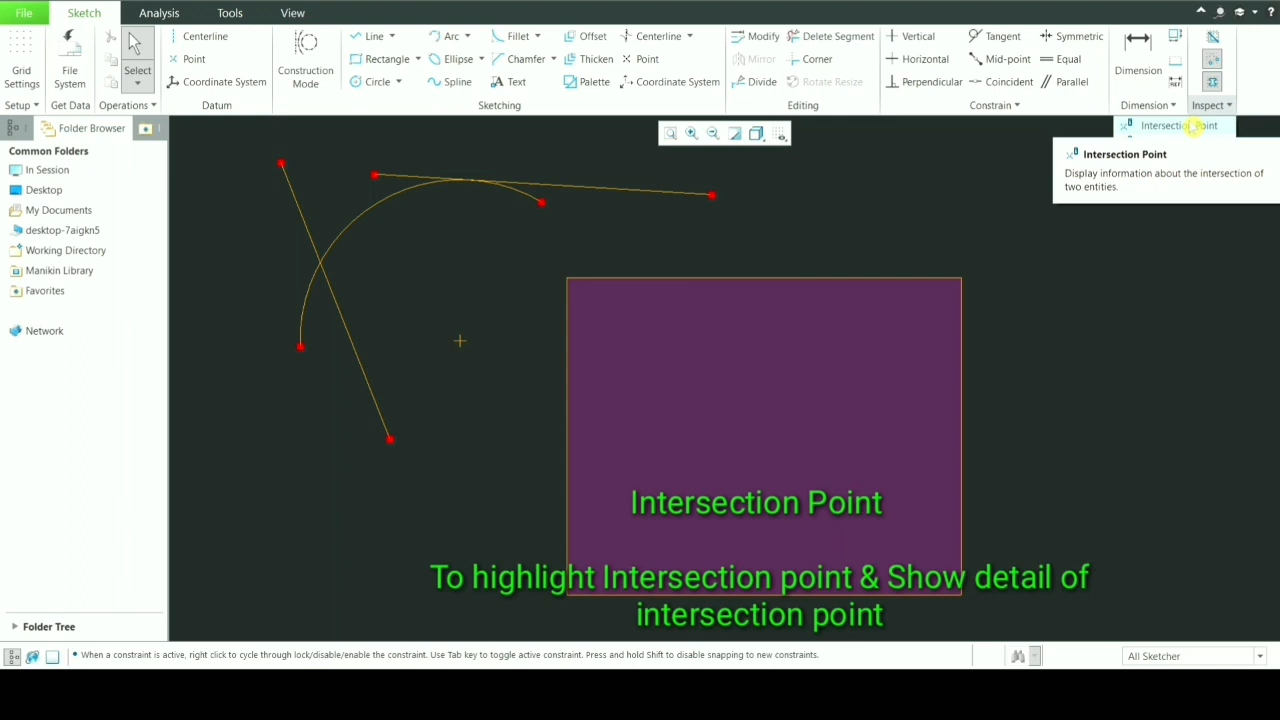 File Sketch Analysis Tools View
Centerline Line Arc Fillet Offset Centerline Modify Delete Segment Vertical Tangent Symmetric
Point Rectangle Ellipse Chamfer Thicken Point Mirror Corner Horizontal Mid-point Equal
Grid Settings File System Select Coordinate System Construction Mode Circle Spline Text Palette Coordinate System Divide Rotate Resize Perpendicular Coincident Parallel Dimension REF
Setup Get Data Operations Datum Sketching Editing Constrain Dimension Inspect
Folder Browser
Intersection Point
Common Folders
In Session
Desktop
My Documents
desktop-7aigkn5
Working Directory
Manikin Library
Favorites
Network
Folder Tree
Intersection Point
Display information about the intersection of
two entities.
Intersection Point
To highlight Intersection point & Show detail of
intersection point
When a constraint is active, right click to cycle through lock/disable/enable the constraint. Use Tab key to toggle active constraint. Press and hold Shift to disable snapping to new constraints.
All Sketcher